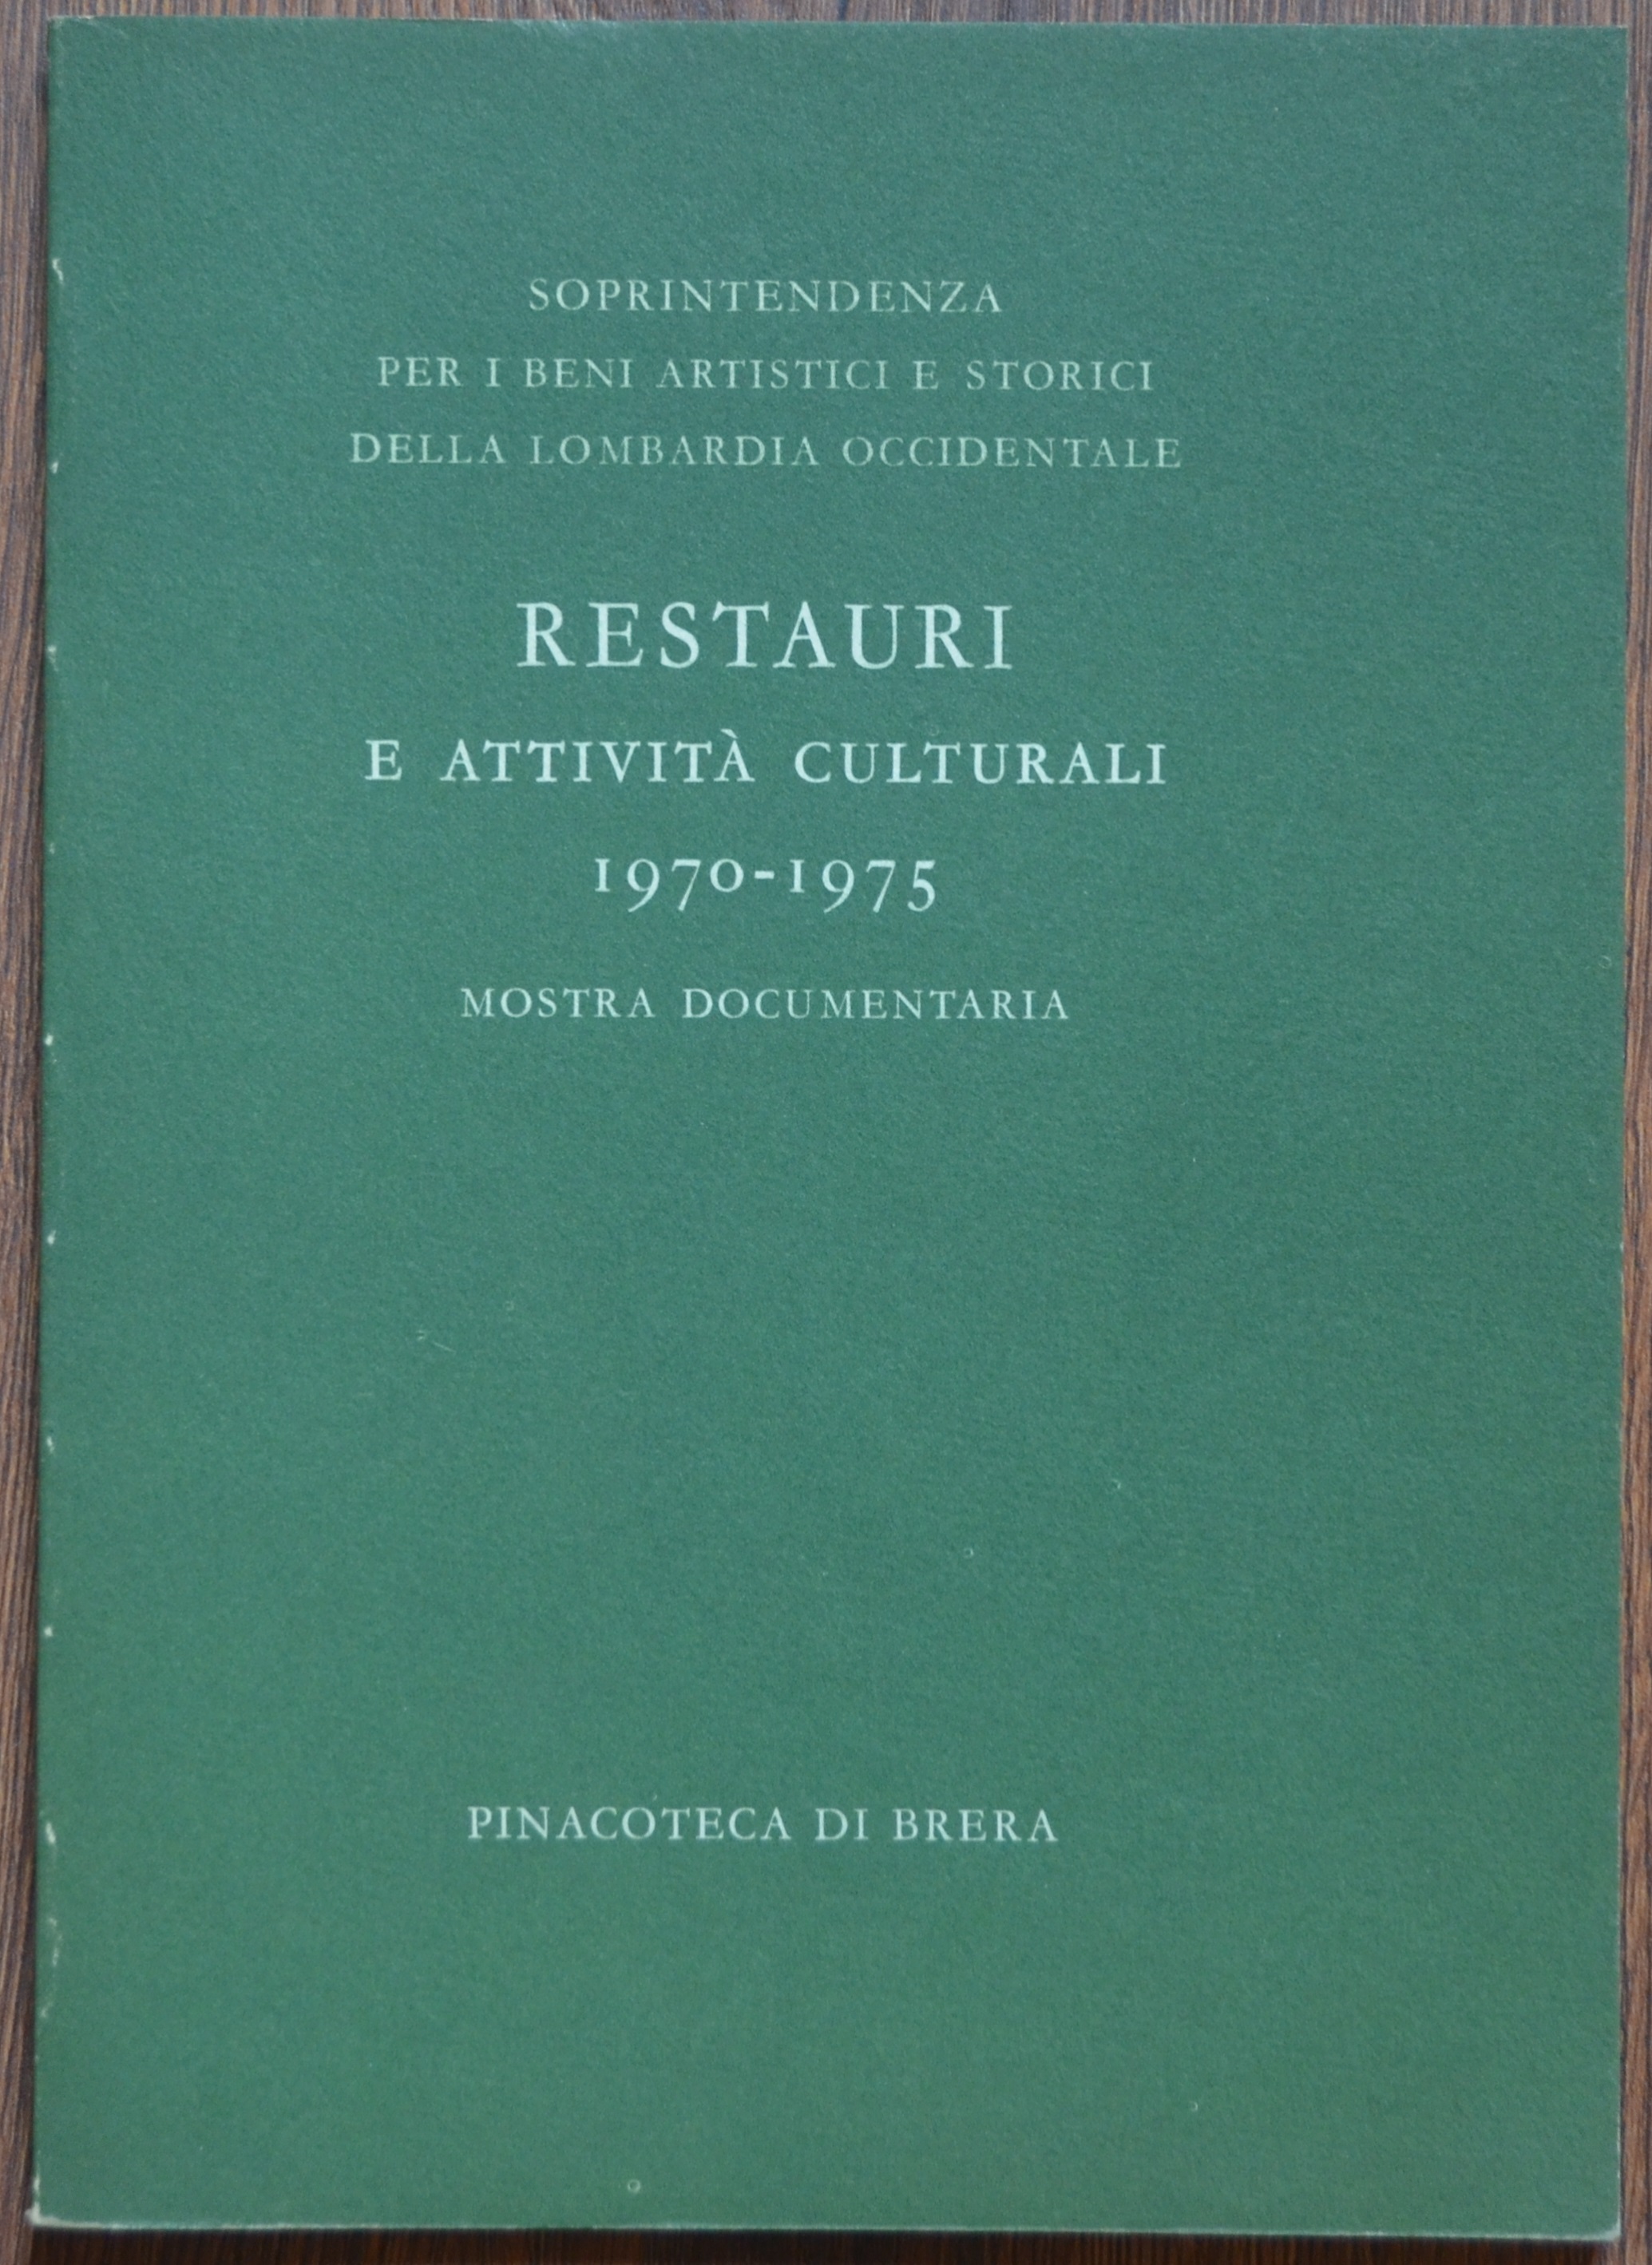 SOPRINTENDENZA
PER I BENI ARTISTICI E STORICI
DELLA LOMBARDIA OCCIDENTALE
RESTAURI
E ATTIVITÀ CULTURALI
1970-1975
MOSTRA DOCUMENTARIA
PINACOTECA DI BRERA